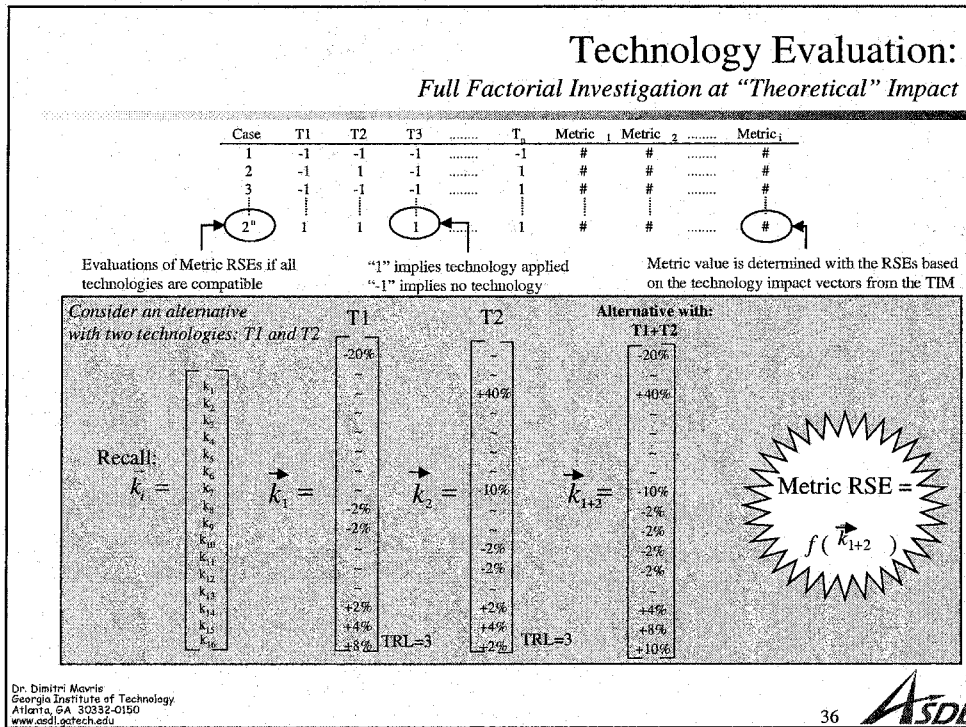 Technology Evaluation:
Full Factorial Investigation at “Theoretical” Impact
Case T1 T2 T3 ........ Tn Metric 1 Metric 2 ........ Metric i
1 -1 -1 -1 ........ -1 # # ........ #
2 -1 1 -1 ........ 1 # # ........ #
3 -1 -1 -1 ........ 1 # # ........ #
2ⁿ 1 1 1 ........ 1 # # ........ #
Evaluations of Metric RSEs if all
technologies are compatible
“1” implies technology applied
“-1” implies no technology
Metric value is determined with the RSEs based
on the technology impact vectors from the TIM
Consider an alternative
with two technologies: T1 and T2
Recall:
k_i =
k1
k2
k3
k4
k5
k6
k7
k8
k9
k10
k11
k12
k13
k14
k15
k16
T1
k1 =
-20%
~
~
~
~
~
~
~
-2%
-2%
~
~
~
+2%
+4%
+8%
TRL=3
T2
k2 =
~
~
+40%
~
~
~
~
-10%
~
~
-2%
-2%
~
+2%
+4%
+2%
TRL=3
Alternative with:
T1+T2
k1+2 =
-20%
~
+40%
~
~
~
~
-10%
-2%
-2%
-2%
-2%
~
+4%
+8%
+10%
Metric RSE =
f( k1+2 )
Dr. Dimitri Mavris
Georgia Institute of Technology
Atlanta, GA 30332-0150
www.asdl.gatech.edu
36
ASDL